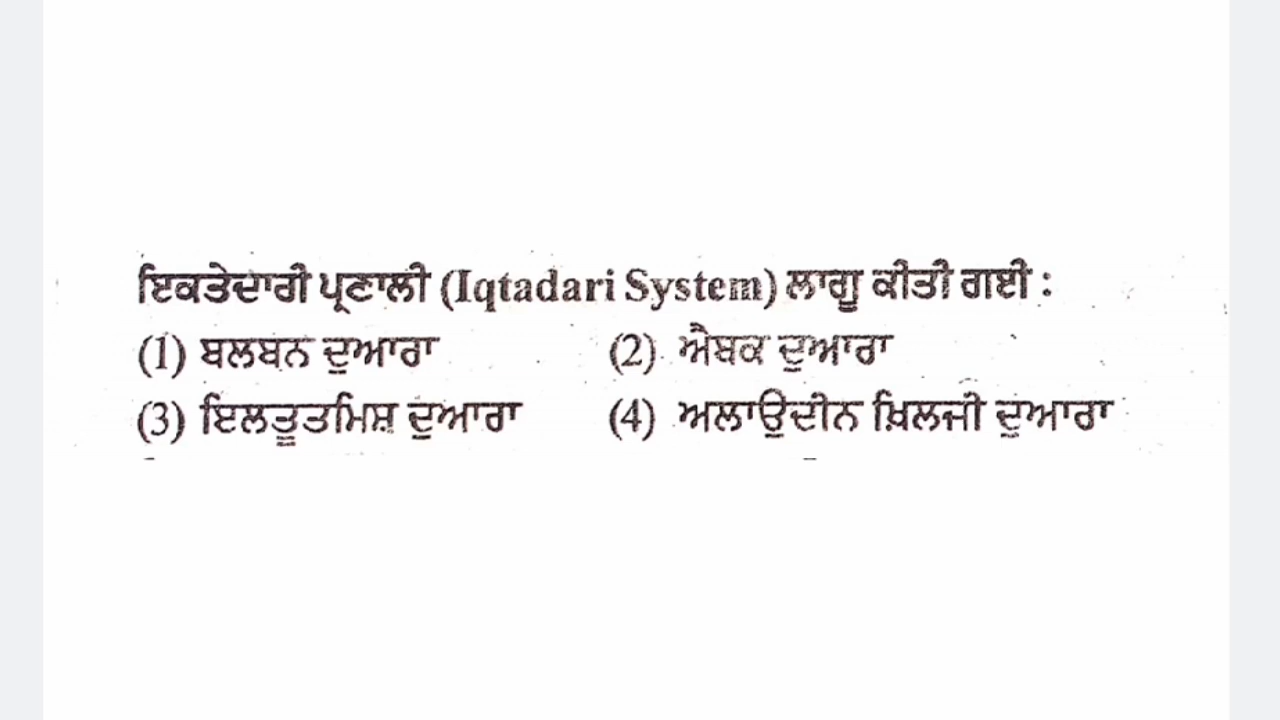 ਇਕਤੇਦਾਰੀ ਪ੍ਰਣਾਲੀ (Iqtadari System) ਲਾਗੂ ਕੀਤੀ ਗਈ :
(1) ਬਲਬਨ ਦੁਆਰਾ (2) ਐਬਕ ਦੁਆਰਾ
(3) ਇਲਤੂਤਮਿਸ਼ ਦੁਆਰਾ (4) ਅਲਾਉਦੀਨ ਖ਼ਿਲਜੀ ਦੁਆਰਾ